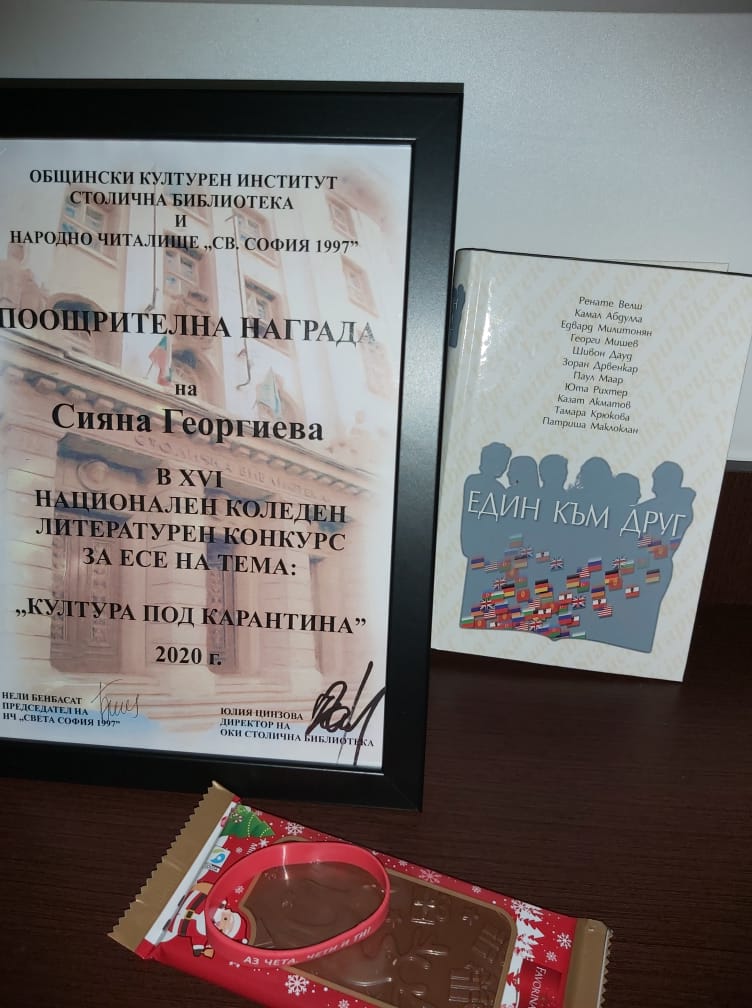 ОБЩИНСКИ КУЛТУРЕН ИНСТИТУТ
СТОЛИЧНА БИБЛИОТЕКА
И
НАРОДНО ЧИТАЛИЩЕ „СВ. СОФИЯ 1997”
ПООЩРИТЕЛНА НАГРАДА
на
Сияна Георгиева
В XVI
НАЦИОНАЛЕН КОЛЕДЕН
ЛИТЕРАТУРЕН КОНКУРС
ЗА ЕСЕ НА ТЕМА:
„КУЛТУРА ПОД КАРАНТИНА”
2020 г.
НЕЛИ БЕНБАСАТ
ПРЕДСЕДАТЕЛ НА
НЧ „СВЕТА СОФИЯ 1997”
ЮЛИЯ ЦИНЗОВА
ДИРЕКТОР НА
ОКИ СТОЛИЧНА БИБЛИОТЕКА
Ренате Велш
Камал Абдулла
Едвард Милитонян
Георги Мишев
Шивон Дауд
Зоран Дрвенкар
Паул Маар
Юта Рихтер
Казат Акматов
Тамара Крюкова
Патриша Маклоклан
ЕДИН КЪМ ДРУГ
АЗ ЧЕТА, ЧЕТИ И ТИ!